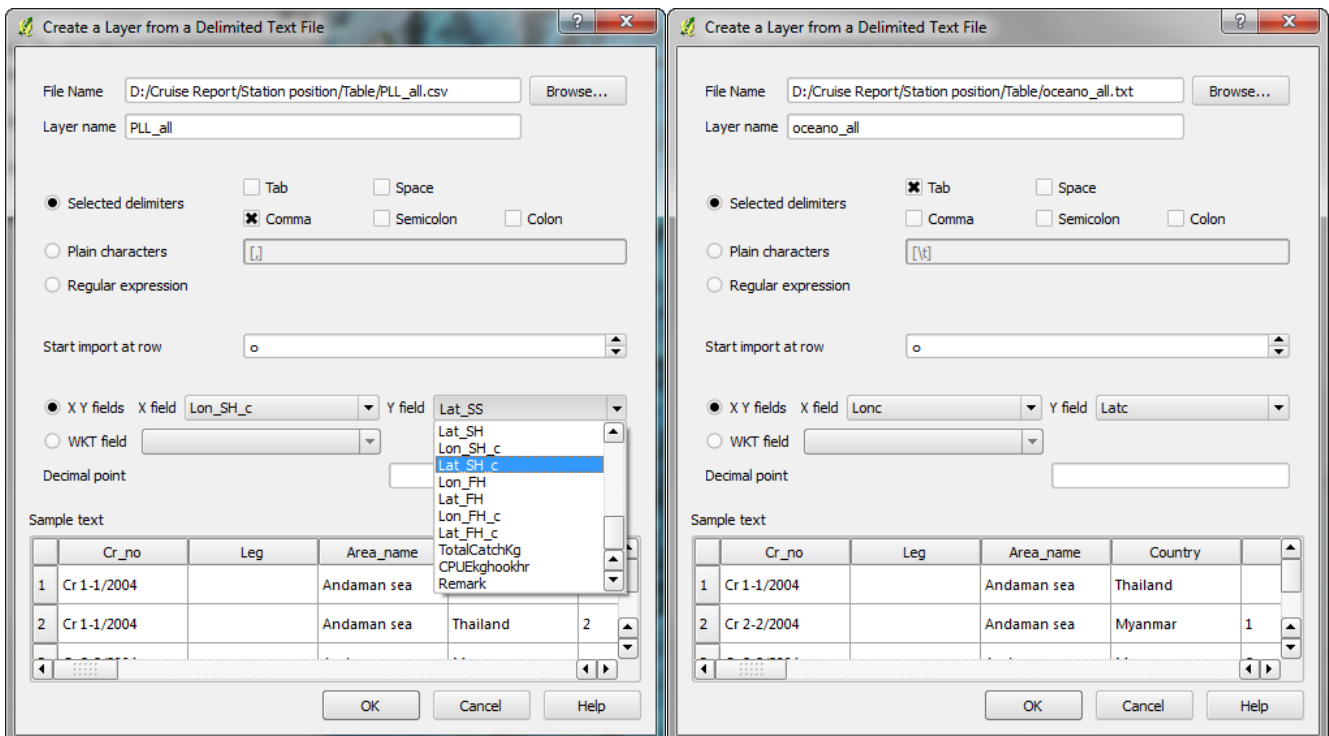 Create a Layer from a Delimited Text File
File Name D:/Cruise Report/Station position/Table/PLL_all.csv Browse...
Layer name PLL_all
Tab Space
Selected delimiters
Comma Semicolon Colon
Plain characters [,]
Regular expression
Start import at row 0
X Y fields X field Lon_SH_c Y field Lat_SS
Lat_SH
Lon_SH_c
WKT field
Lat_SH_c
Lon_FH
Decimal point
Lat_FH
Lon_FH_c
Lat_FH_c
TotalCatchKg
CPUEkghookhr
Remark
Sample text
Cr_no Leg Area_name
1 Cr 1-1/2004 Andaman sea
2 Cr 1-1/2004 Andaman sea Thailand 2
OK Cancel Help
Create a Layer from a Delimited Text File
File Name D:/Cruise Report/Station position/Table/oceano_all.txt Browse...
Layer name oceano_all
Tab Space
Selected delimiters
Comma Semicolon Colon
Plain characters [\t]
Regular expression
Start import at row 0
X Y fields X field Lonc Y field Latc
WKT field
Decimal point
Sample text
Cr_no Leg Area_name Country
1 Cr 1-1/2004 Andaman sea Thailand
2 Cr 2-2/2004 Andaman sea Myanmar 1
OK Cancel Help